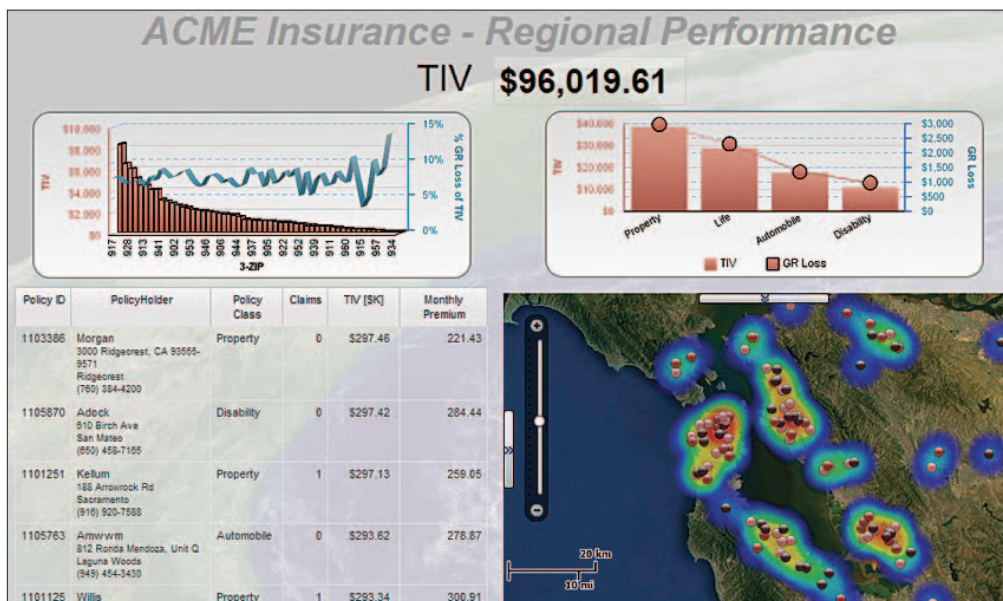 ACME Insurance - Regional Performance
TIV $96,019.61
$10,000
$8,000
$6,000
$4,000
$2,000
$0
TIV
15%
10%
5%
0%
% GR Loss of TIV
917 928 913 941 902 953 946 906 944 937 905 922 952 939 911 960 915 957 934
3-ZIP
$40,000
$30,000
$20,000
$10,000
$0
TIV
$3,000
$2,500
$2,000
$1,500
$1,000
$500
$0
GR Loss
Property Life Automobile Disability
TIV GR Loss
Policy ID PolicyHolder Policy Class Claims TIV [$K] Monthly Premium
1103386 Morgan Property 0 $297.46 221.43
3000 Ridgecrest, CA 93555-
9571
Ridgecrest
(760) 384-4200
1105870 Adock Disability 0 $297.42 284.44
510 Birch Ave
San Mateo
(650) 458-7165
1101251 Kellum Property 1 $297.13 259.05
188 Arrowrock Rd
Sacramento
(916) 920-7588
1105763 Amwwm Automobile 0 $293.62 278.87
812 Ronda Mendoza, Unit Q
Laguna Woods
(949) 454-3430
1101125 Willis Property 1 $293.34 300.91
20 km
10 mi